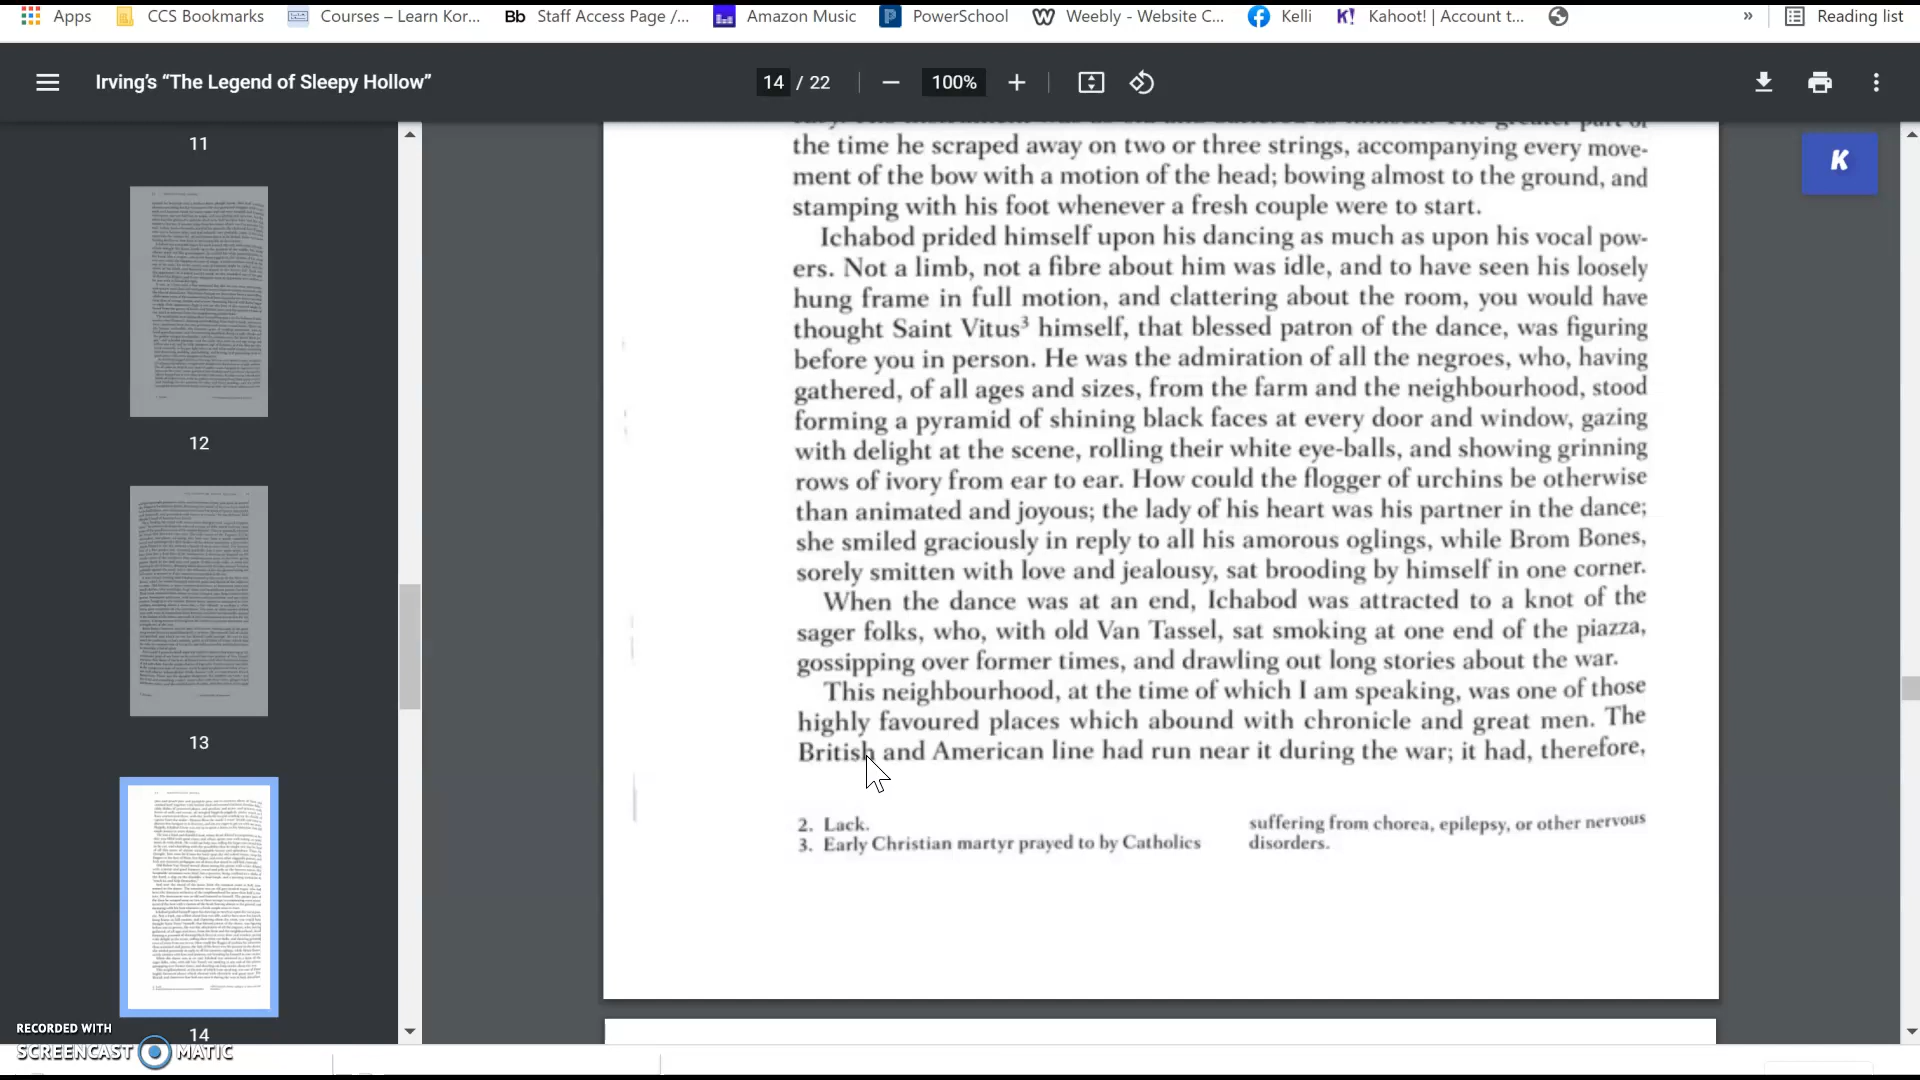 Apps
CCS Bookmarks
Courses – Learn Kor...
Bb Staff Access Page /...
Amazon Music
PowerSchool
Weebly - Website C...
Kelli
K! Kahoot! | Account t...
»
Reading list
Irving's “The Legend of Sleepy Hollow”
14 / 22
100%
11
12
13
14
K
the time he scraped away on two or three strings, accompanying every move-
ment of the bow with a motion of the head; bowing almost to the ground, and
stamping with his foot whenever a fresh couple were to start.
Ichabod prided himself upon his dancing as much as upon his vocal pow-
ers. Not a limb, not a fibre about him was idle, and to have seen his loosely
hung frame in full motion, and clattering about the room, you would have
thought Saint Vitus³ himself, that blessed patron of the dance, was figuring
before you in person. He was the admiration of all the negroes, who, having
gathered, of all ages and sizes, from the farm and the neighbourhood, stood
forming a pyramid of shining black faces at every door and window, gazing
with delight at the scene, rolling their white eye-balls, and showing grinning
rows of ivory from ear to ear. How could the flogger of urchins be otherwise
than animated and joyous; the lady of his heart was his partner in the dance;
she smiled graciously in reply to all his amorous oglings, while Brom Bones,
sorely smitten with love and jealousy, sat brooding by himself in one corner.
When the dance was at an end, Ichabod was attracted to a knot of the
sager folks, who, with old Van Tassel, sat smoking at one end of the piazza,
gossipping over former times, and drawling out long stories about the war.
This neighbourhood, at the time of which I am speaking, was one of those
highly favoured places which abound with chronicle and great men. The
British and American line had run near it during the war; it had, therefore,
2. Lack.
3. Early Christian martyr prayed to by Catholics
suffering from chorea, epilepsy, or other nervous
disorders.
RECORDED WITH
SCREENCAST MATIC